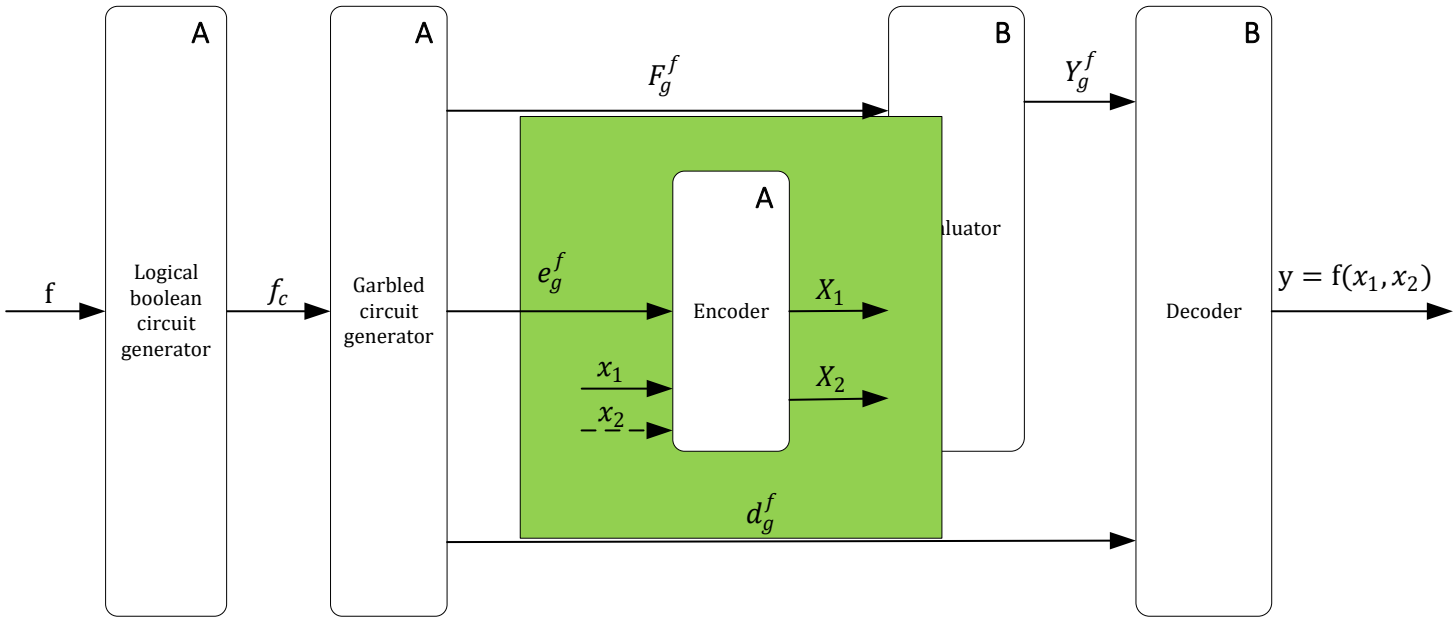 A
A
B
B
F_g^f
Y_g^f
A
aluator
e_g^f
Logical
boolean
circuit
generator
Garbled
circuit
generator
f
f_c
Encoder
X_1
Decoder
y = f(x_1, x_2)
x_1
X_2
x_2
d_g^f